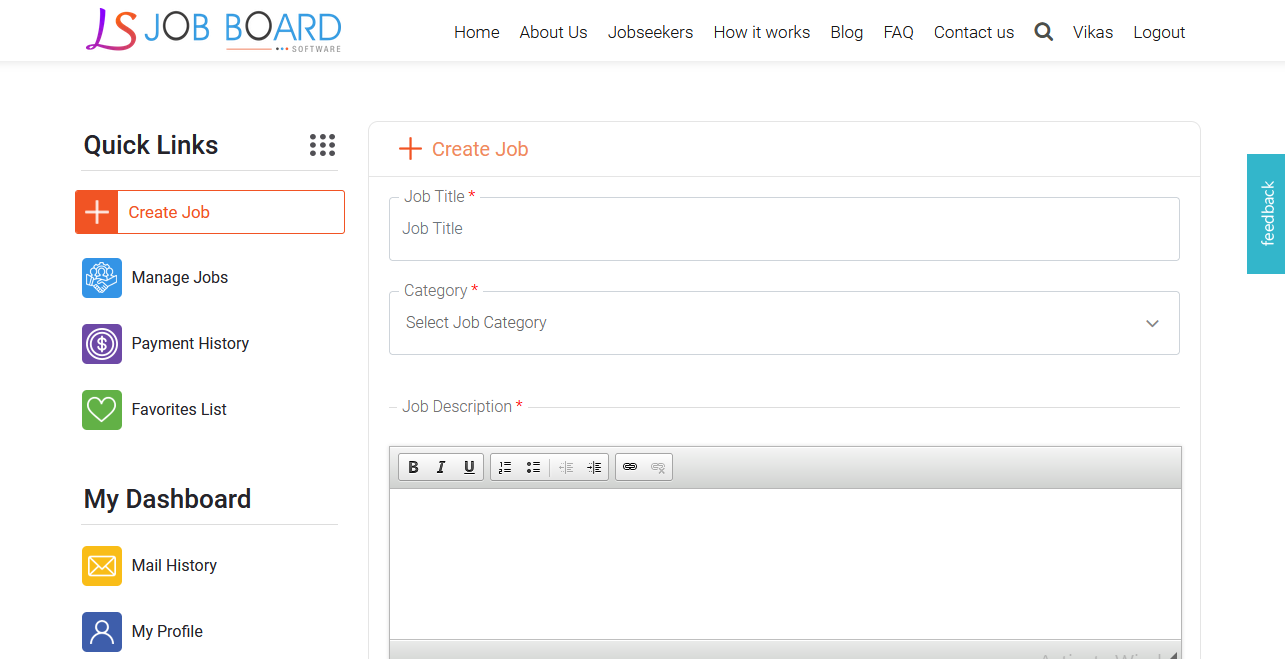 LS JOB BOARD
SOFTWARE
Home About Us Jobseekers How it works Blog FAQ Contact us Vikas Logout
Quick Links
Create Job
Manage Jobs
Payment History
Favorites List
My Dashboard
Mail History
My Profile
Create Job
Job Title *
Job Title
Category *
Select Job Category
Job Description *
B I U
feedback